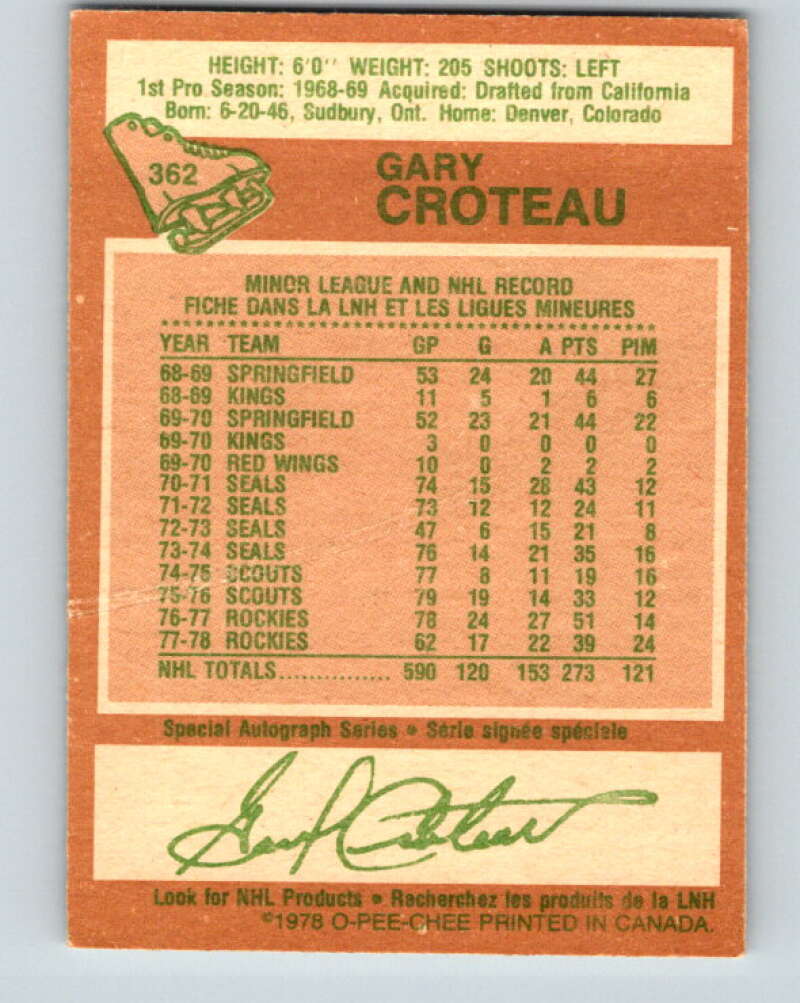 HEIGHT: 6'0'' WEIGHT: 205 SHOOTS: LEFT
1st Pro Season: 1968-69 Acquired: Drafted from California
Born: 6-20-46, Sudbury, Ont. Home: Denver, Colorado
362
GARY
CROTEAU
MINOR LEAGUE AND NHL RECORD
FICHE DANS LA LNH ET LES LIGUES MINEURES
YEAR TEAM GP G A PTS PIM
68-69 SPRINGFIELD 53 24 20 44 27
68-69 KINGS 11 5 1 6 6
69-70 SPRINGFIELD 52 23 21 44 22
69-70 KINGS 3 0 0 0 0
69-70 RED WINGS 10 0 2 2 2
70-71 SEALS 74 15 28 43 12
71-72 SEALS 73 12 12 24 11
72-73 SEALS 47 6 15 21 8
73-74 SEALS 76 14 21 35 16
74-75 SCOUTS 77 8 11 19 16
75-76 SCOUTS 79 19 14 33 12
76-77 ROCKIES 78 24 27 51 14
77-78 ROCKIES 62 17 22 39 24
NHL TOTALS............... 590 120 153 273 121
Special Autograph Series • Série signée spéciale
Gary Croteau
Look for NHL Products • Recherchez les produits de la LNH
©1978 O-PEE-CHEE PRINTED IN CANADA.